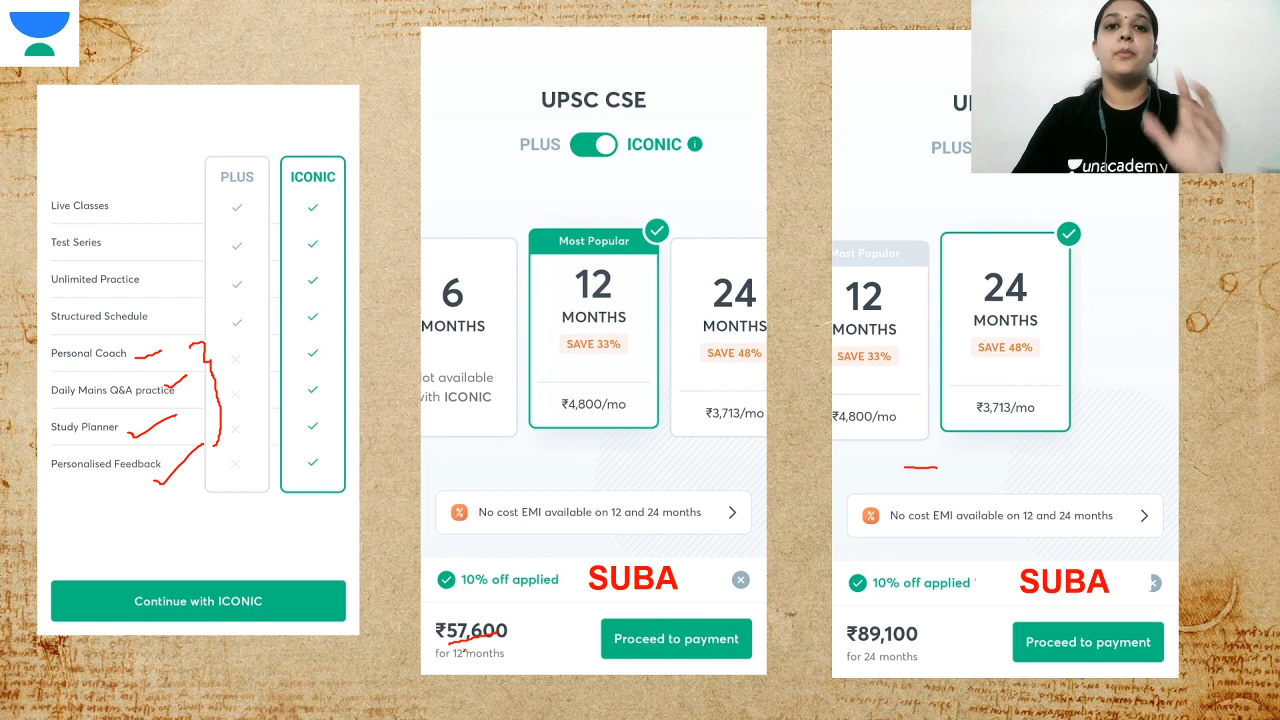 PLUS
ICONIC
Live Classes
Test Series
Unlimited Practice
Structured Schedule
Personal Coach
Daily Mains Q&A practice
Study Planner
Personalised Feedback
Continue with ICONIC
UPSC CSE
PLUS ICONIC
6
MONTHS
ot available
with ICONIC
Most Popular
12
MONTHS
SAVE 33%
₹4,800/mo
24
MONTHS
SAVE 48%
₹3,713/mo
No cost EMI available on 12 and 24 months
10% off applied SUBA
₹57,600
for 12 months
Proceed to payment
PLUS
Most Popular
12
MONTHS
SAVE 33%
₹4,800/mo
24
MONTHS
SAVE 48%
₹3,713/mo
No cost EMI available on 12 and 24 months
10% off applied SUBA
₹89,100
for 24 months
Proceed to payment
unacademy